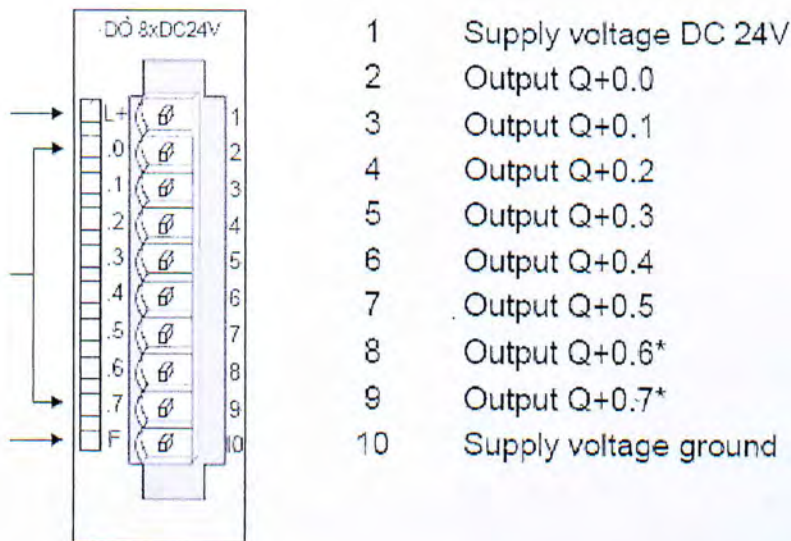 DO 8xDC24V
L+ 1
.0 2
.1 3
.2 4
.3 5
.4 6
.5 7
.6 8
.7 9
F 10
1 Supply voltage DC 24V
2 Output Q+0.0
3 Output Q+0.1
4 Output Q+0.2
5 Output Q+0.3
6 Output Q+0.4
7 Output Q+0.5
8 Output Q+0.6*
9 Output Q+0.7*
10 Supply voltage ground